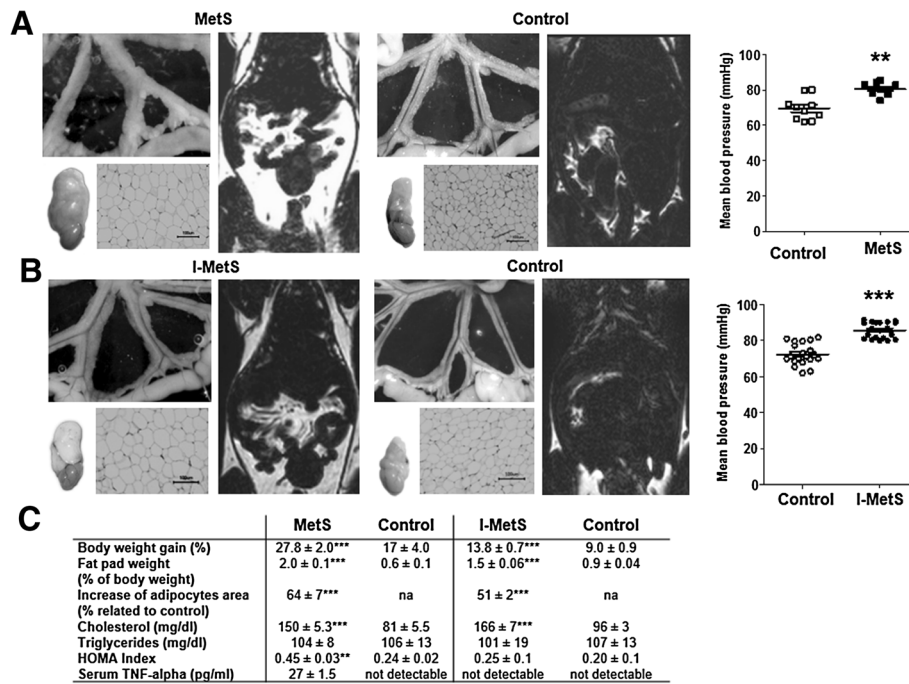 A
MetS
Control
Mean blood pressure (mmHg)
100
80
60
40
20
0
**
Control
MetS
B
I-MetS
Control
Mean blood pressure (mmHg)
100
80
60
40
20
0
***
Control
I-MetS
C
MetS Control I-MetS Control
Body weight gain (%) 27.8 ± 2.0*** 17 ± 4.0 13.8 ± 0.7*** 9.0 ± 0.9
Fat pad weight 2.0 ± 0.1*** 0.6 ± 0.1 1.5 ± 0.06*** 0.9 ± 0.04
(% of body weight)
Increase of adipocytes area 64 ± 7*** na 51 ± 2*** na
(% related to control)
Cholesterol (mg/dl) 150 ± 5.3*** 81 ± 5.5 166 ± 7*** 96 ± 3
Triglycerides (mg/dl) 104 ± 8 106 ± 13 101 ± 19 107 ± 13
HOMA Index 0.45 ± 0.03** 0.24 ± 0.02 0.25 ± 0.1 0.20 ± 0.1
Serum TNF-alpha (pg/ml) 27 ± 1.5 not detectable not detectable not detectable